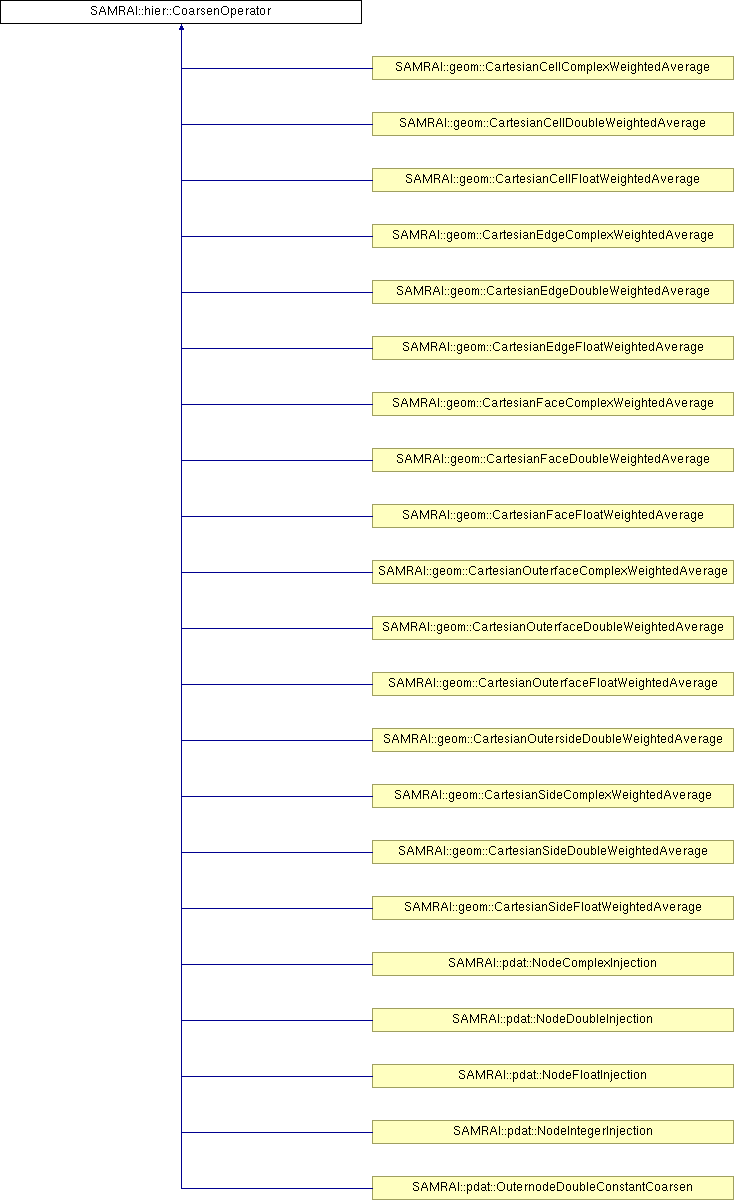 SAMRAI::hier::CoarsenOperator
SAMRAI::geom::CartesianCellComplexWeightedAverage
SAMRAI::geom::CartesianCellDoubleWeightedAverage
SAMRAI::geom::CartesianCellFloatWeightedAverage
SAMRAI::geom::CartesianEdgeComplexWeightedAverage
SAMRAI::geom::CartesianEdgeDoubleWeightedAverage
SAMRAI::geom::CartesianEdgeFloatWeightedAverage
SAMRAI::geom::CartesianFaceComplexWeightedAverage
SAMRAI::geom::CartesianFaceDoubleWeightedAverage
SAMRAI::geom::CartesianFaceFloatWeightedAverage
SAMRAI::geom::CartesianOuterfaceComplexWeightedAverage
SAMRAI::geom::CartesianOuterfaceDoubleWeightedAverage
SAMRAI::geom::CartesianOuterfaceFloatWeightedAverage
SAMRAI::geom::CartesianOutersideDoubleWeightedAverage
SAMRAI::geom::CartesianSideComplexWeightedAverage
SAMRAI::geom::CartesianSideDoubleWeightedAverage
SAMRAI::geom::CartesianSideFloatWeightedAverage
SAMRAI::pdat::NodeComplexInjection
SAMRAI::pdat::NodeDoubleInjection
SAMRAI::pdat::NodeFloatInjection
SAMRAI::pdat::NodeIntegerInjection
SAMRAI::pdat::OuternodeDoubleConstantCoarsen